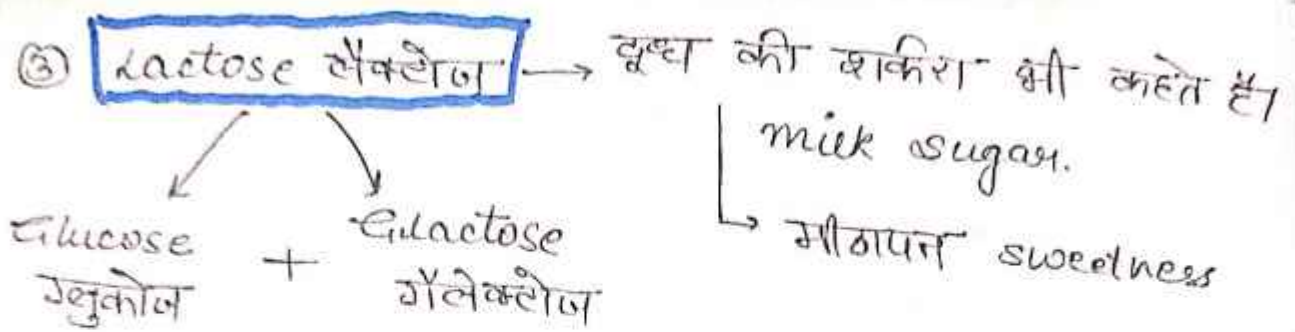 ③ Lactose लैक्टोज → दूध की शर्करा भी कहते है।
milk sugar.
→ मीठापन sweetness
Glucose + Galactose
ग्लुकोज गैलेक्टोज